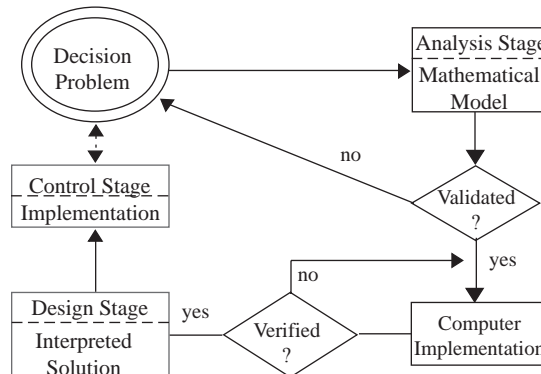 Decision
Problem
Analysis Stage
Mathematical
Model
no
Control Stage
Implementation
Validated
?
yes
no
Design Stage
Interpreted
Solution
yes
Verified
?
Computer
Implementation